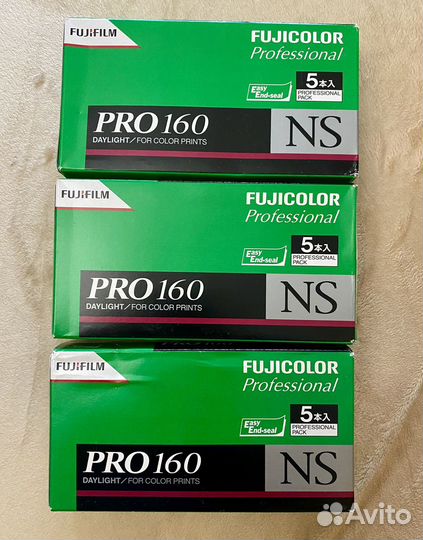 FUJIFILM
FUJICOLOR
Professional
Easy
End-seal
5本入
PROFESSIONAL
PACK
PRO 160
NS
DAYLIGHT/FOR COLOR PRINTS
FUJIFILM
FUJICOLOR
Professional
Easy
End-seal
5本入
PROFESSIONAL
PACK
PRO 160
NS
DAYLIGHT/FOR COLOR PRINTS
FUJIFILM
FUJICOLOR
Professional
Easy
End-seal
5本入
PROFESSIONAL
PACK
PRO 160
NS
DAYLIGHT/FOR COLOR PRINTS
Avito